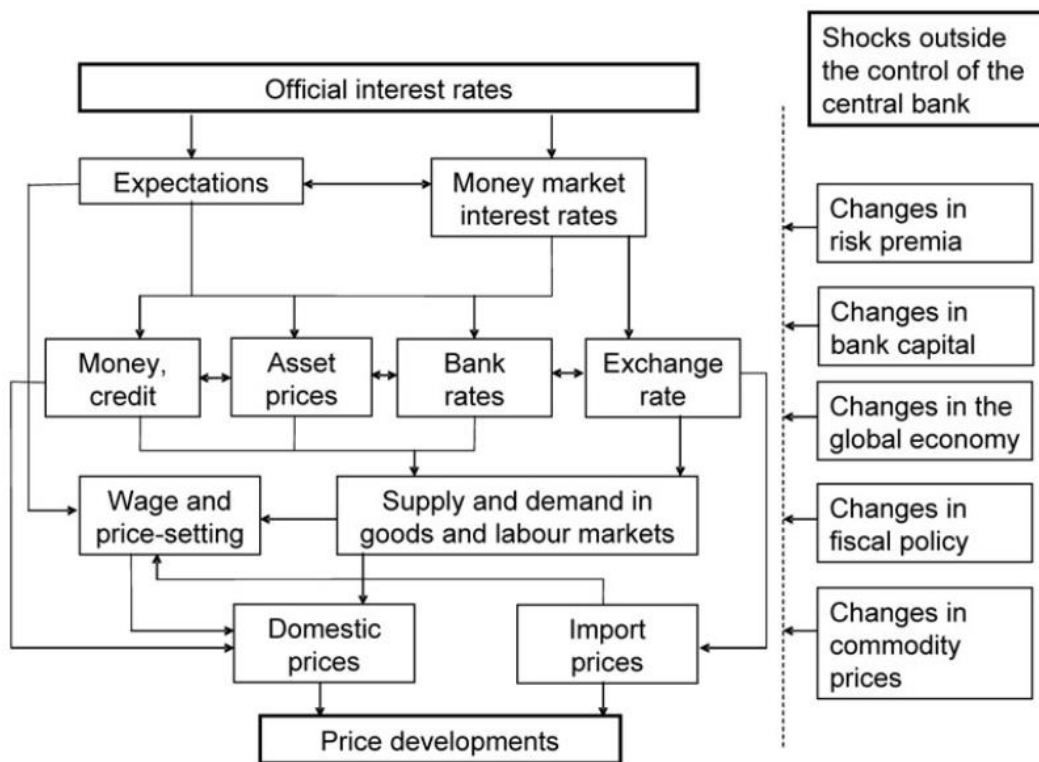 Shocks outside
the control of the
central bank
Official interest rates
Expectations
Money market
interest rates
Changes in
risk premia
Changes in
bank capital
Money,
credit
Asset
prices
Bank
rates
Exchange
rate
Changes in the
global economy
Wage and
price-setting
Supply and demand in
goods and labour markets
Changes in
fiscal policy
Domestic
prices
Import
prices
Changes in
commodity
prices
Price developments